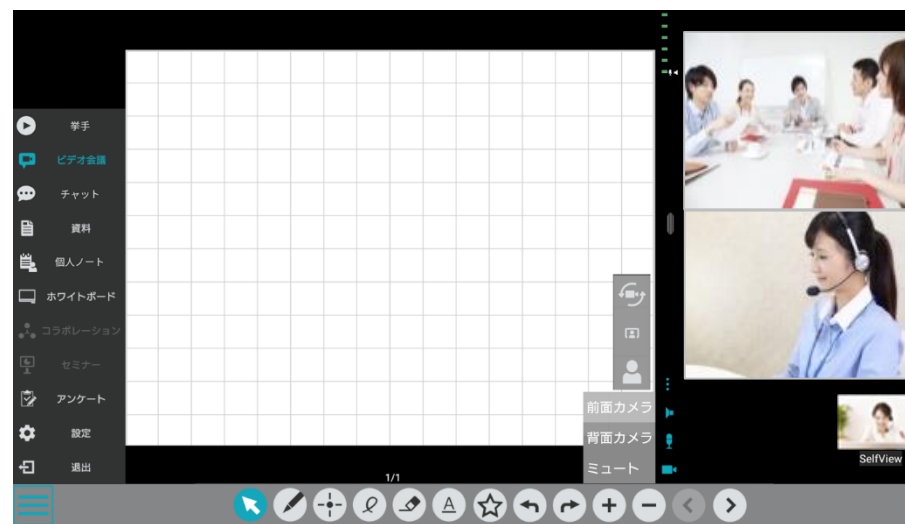 挙手
ビデオ会議
チャット
資料
個人ノート
ホワイトボード
コラボレーション
セミナー
アンケート
設定
退出
前面カメラ
背面カメラ
ミュート
SelfView
1/1
A